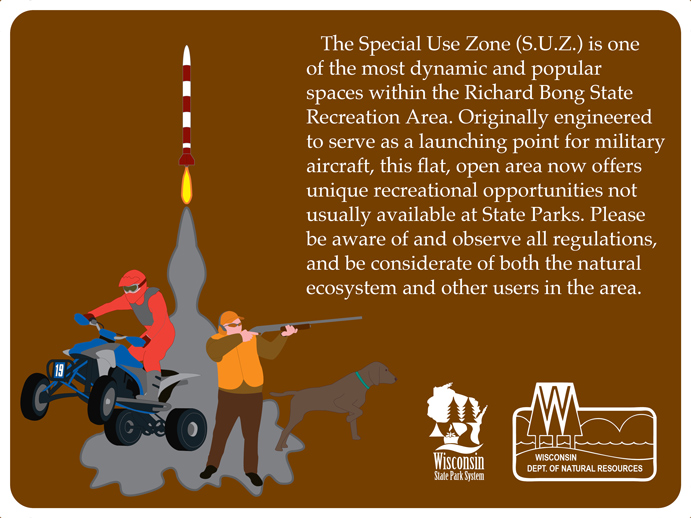 The Special Use Zone (S.U.Z.) is one
of the most dynamic and popular
spaces within the Richard Bong State
Recreation Area. Originally engineered
to serve as a launching point for military
aircraft, this flat, open area now offers
unique recreational opportunities not
usually available at State Parks. Please
be aware of and observe all regulations,
and be considerate of both the natural
ecosystem and other users in the area.
19
Wisconsin
State Park System
W
WISCONSIN
DEPT. OF NATURAL RESOURCES